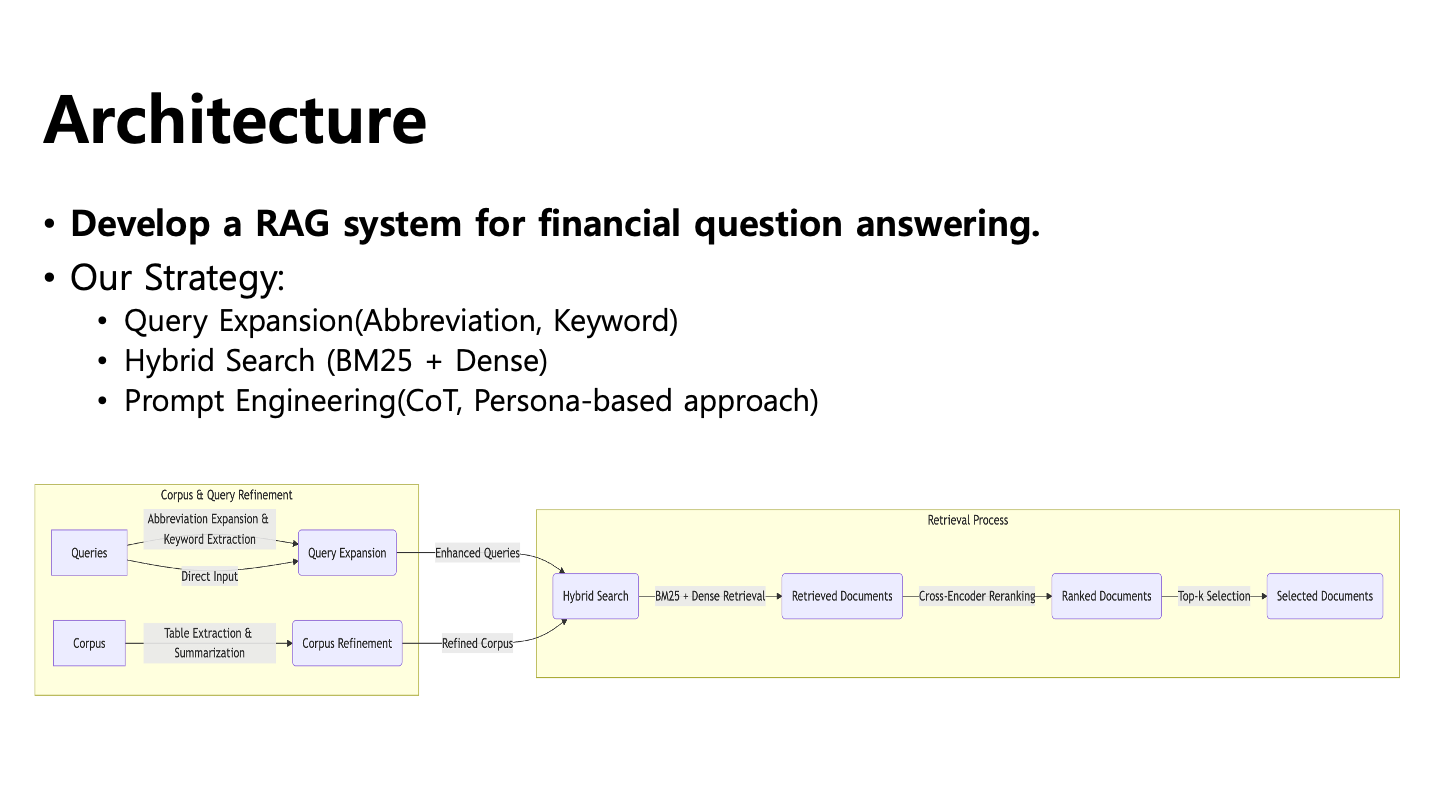 Architecture
• Develop a RAG system for financial question answering.
• Our Strategy:
• Query Expansion(Abbreviation, Keyword)
• Hybrid Search (BM25 + Dense)
• Prompt Engineering(CoT, Persona-based approach)
Corpus & Query Refinement
Queries
Abbreviation Expansion &
Keyword Extraction
Direct Input
Query Expansion
Corpus
Table Extraction &
Summarization
Corpus Refinement
Enhanced Queries
Refined Corpus
Retrieval Process
Hybrid Search
BM25 + Dense Retrieval
Retrieved Documents
Cross-Encoder Reranking
Ranked Documents
Top-k Selection
Selected Documents